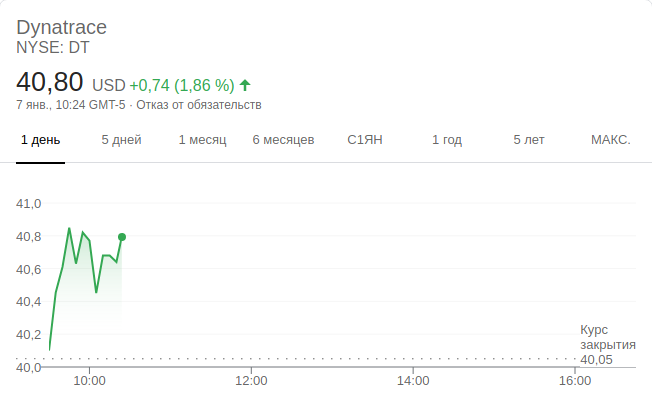 Dynatrace
NYSE: DT
40,80 USD +0,74 (1,86 %)
7 янв., 10:24 GMT-5 · Отказ от обязательств
1 день 5 дней 1 месяц 6 месяцев С1ЯН 1 год 5 лет МАКС.
41,0
40,8
40,6
40,4
40,2
40,0
Курс
закрытия
40,05
10:00 12:00 14:00 16:00